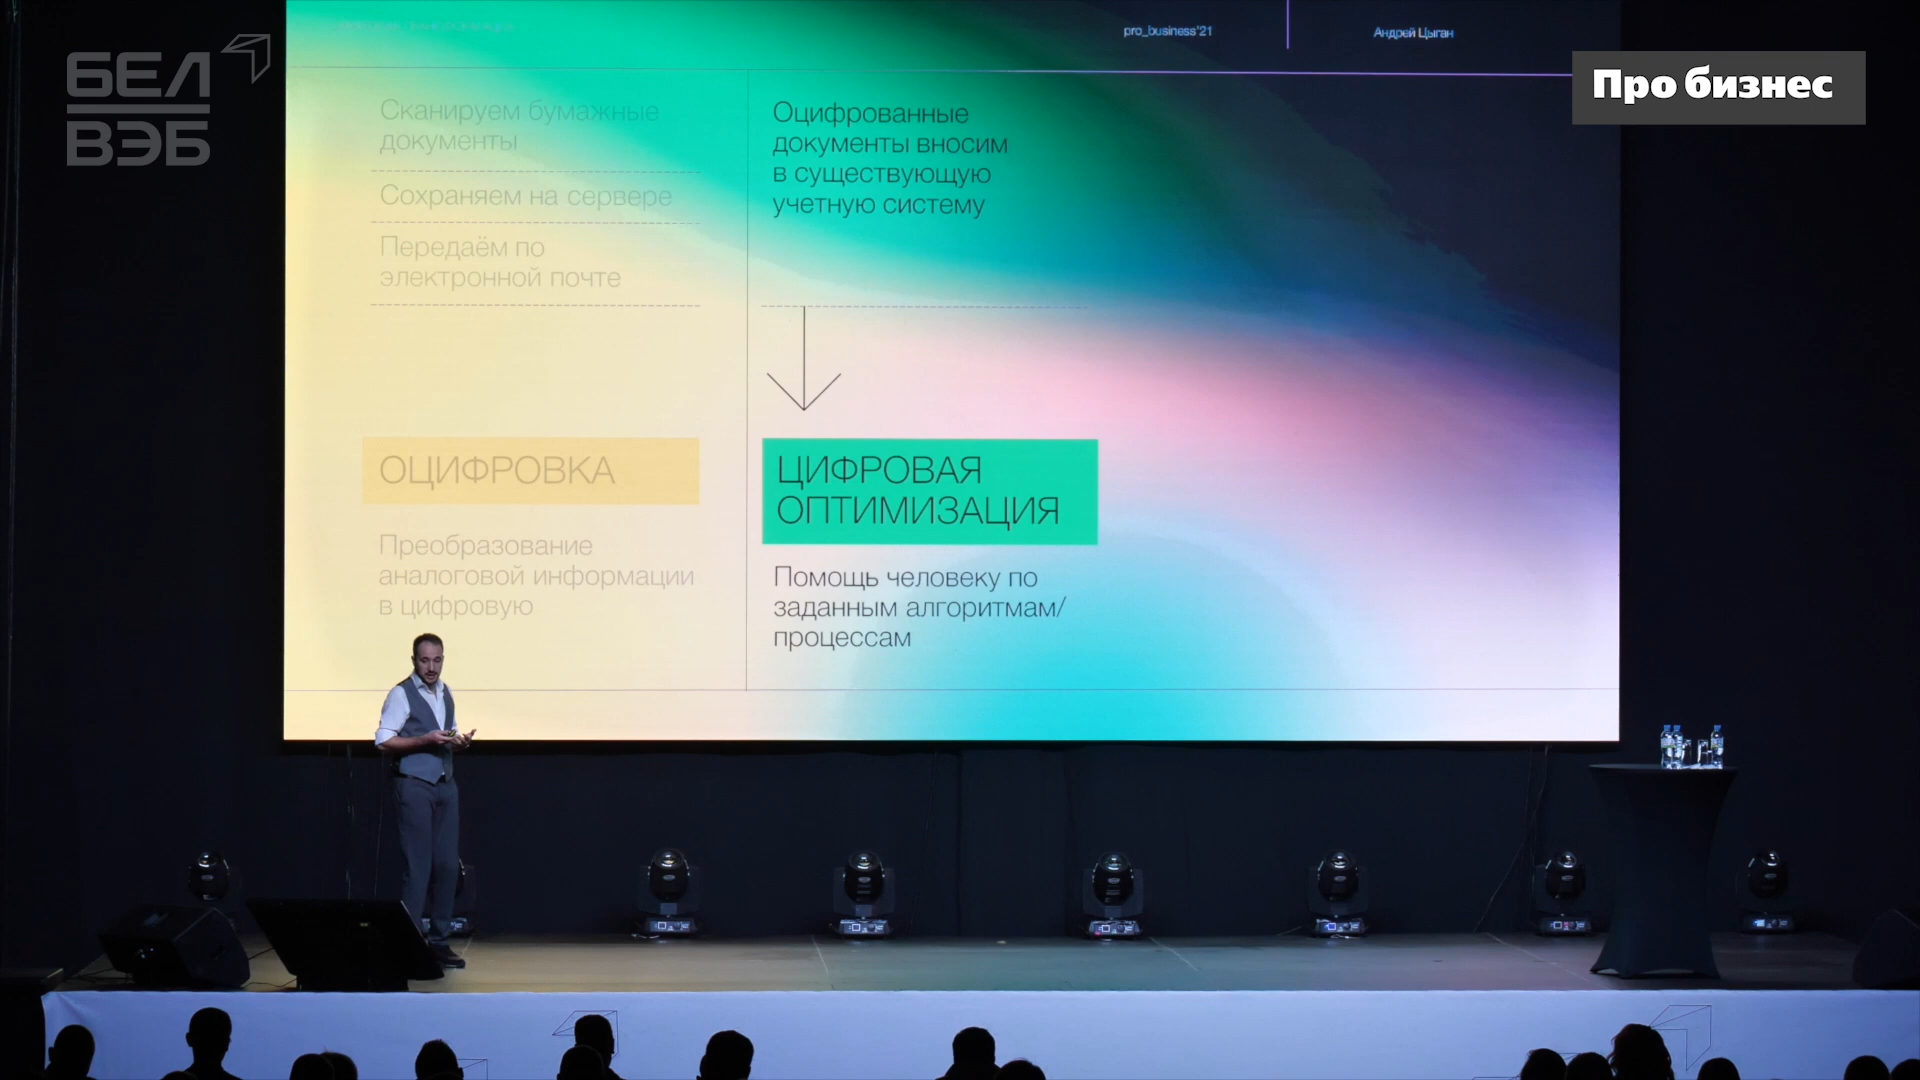 БЕЛ
ВЭБ
pro_business'21
Андрей Цыган
Про бизнес
Сканируем бумажные
документы
Сохраняем на сервере
Передаём по
электронной почте
ОЦИФРОВКА
Преобразование
аналоговой информации
в цифровую
Оцифрованные
документы вносим
в существующую
учетную систему
ЦИФРОВАЯ
ОПТИМИЗАЦИЯ
Помощь человеку по
заданным алгоритмам/
процессам